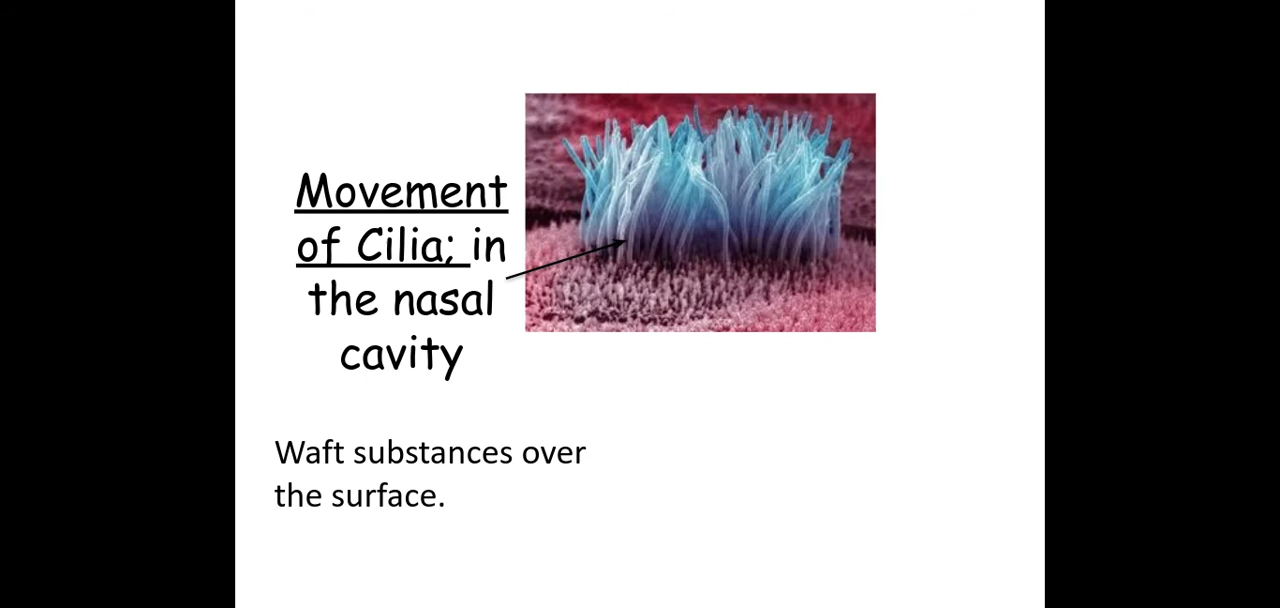 Movement
of Cilia; in
the nasal
cavity
Waft substances over
the surface.